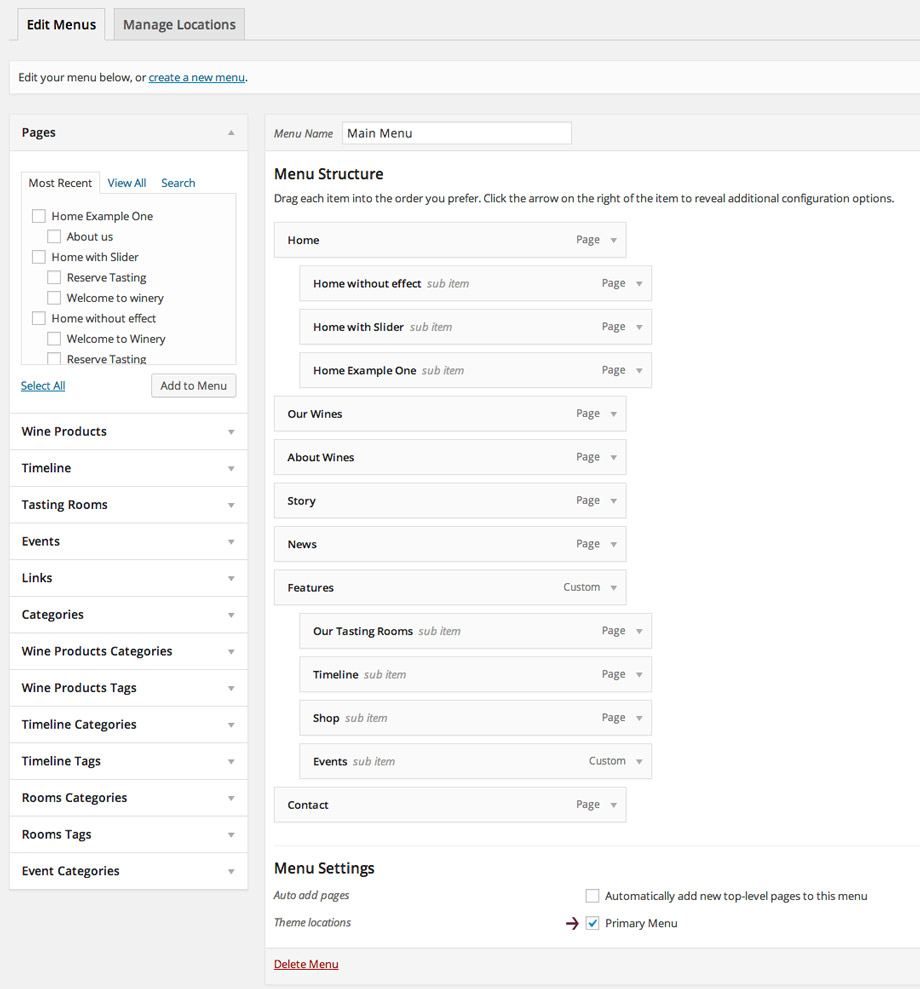 Edit Menus
Manage Locations
Edit your menu below, or create a new menu.
Pages
Most Recent
View All
Search
Home Example One
About us
Home with Slider
Reserve Tasting
Welcome to winery
Home without effect
Welcome to Winery
Reserve Tasting
Select All
Add to Menu
Wine Products
Timeline
Tasting Rooms
Events
Links
Categories
Wine Products Categories
Wine Products Tags
Timeline Categories
Timeline Tags
Rooms Categories
Rooms Tags
Event Categories
Menu Name
Main Menu
Menu Structure
Drag each item into the order you prefer. Click the arrow on the right of the item to reveal additional configuration options.
Home Page
Home without effect sub item Page
Home with Slider sub item Page
Home Example One sub item Page
Our Wines Page
About Wines Page
Story Page
News Page
Features Custom
Our Tasting Rooms sub item Page
Timeline sub item Page
Shop sub item Page
Events sub item Custom
Contact Page
Menu Settings
Auto add pages
Automatically add new top-level pages to this menu
Theme locations
Primary Menu
Delete Menu